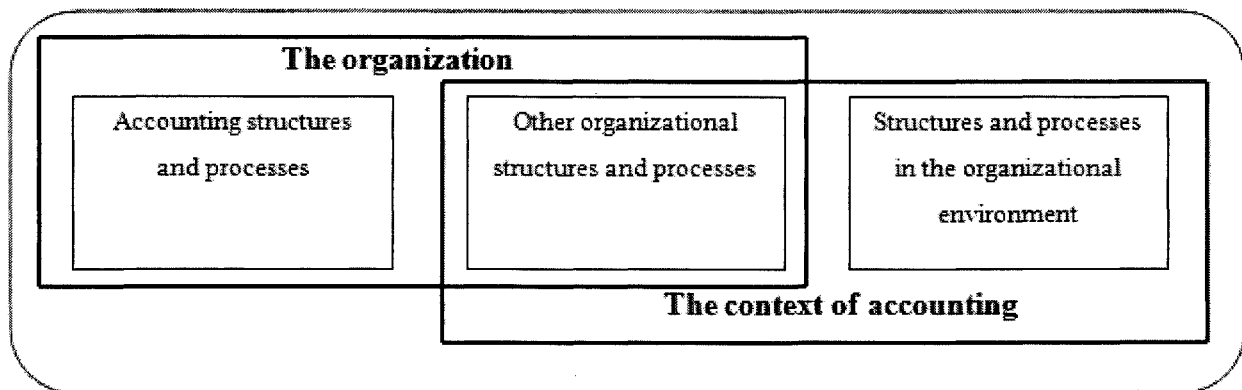 The organization
Accounting structures
and processes
Other organizational
structures and processes
Structures and processes
in the organizational
environment
The context of accounting